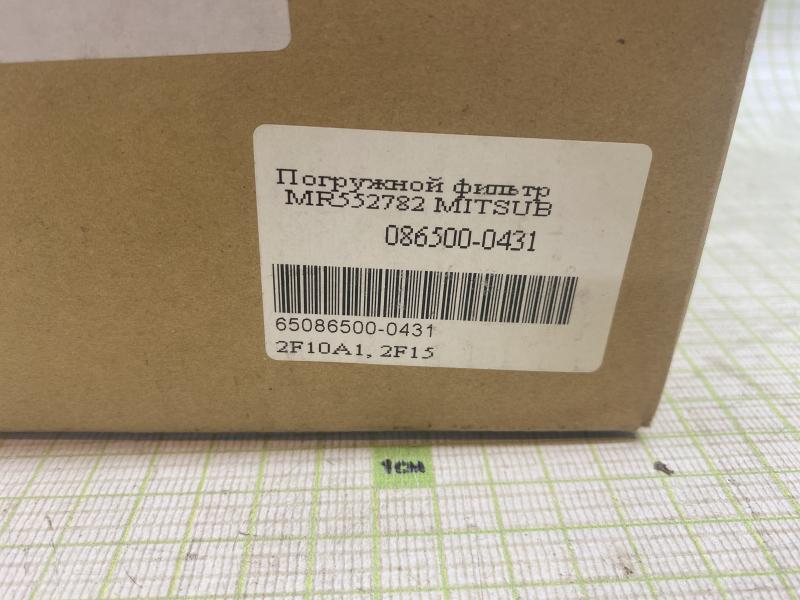 Погружной фильтр
MR552782 MITSUB
086500-0431
65086500-0431
2F10A1, 2F15
1см